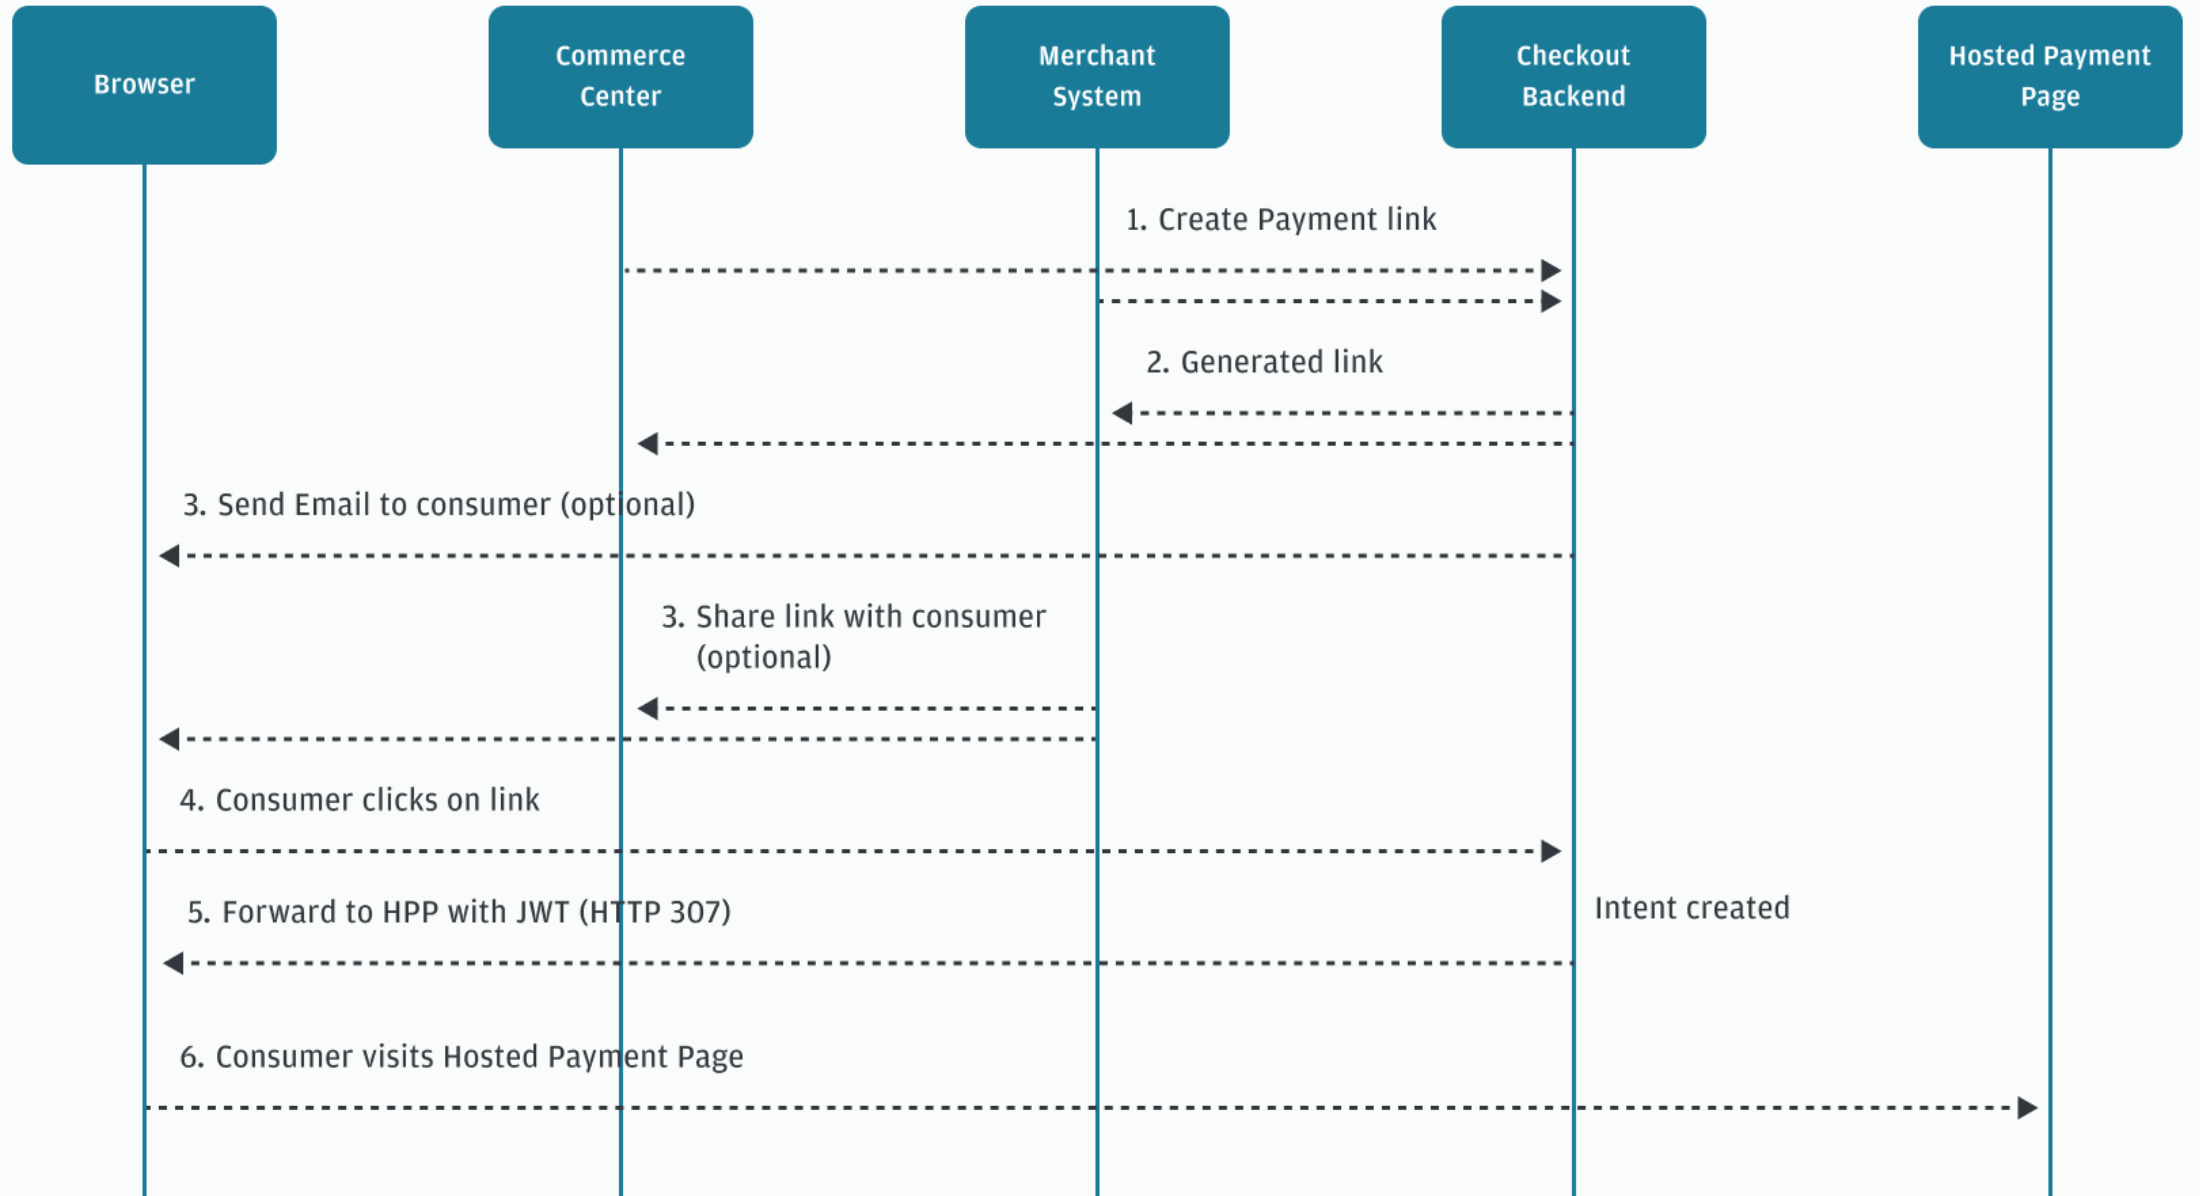 Browser
Commerce
Center
Merchant
System
Checkout
Backend
Hosted Payment
Page
1. Create Payment link
2. Generated link
3. Send Email to consumer (optional)
3. Share link with consumer
(optional)
4. Consumer clicks on link
5. Forward to HPP with JWT (HTTP 307)
Intent created
6. Consumer visits Hosted Payment Page